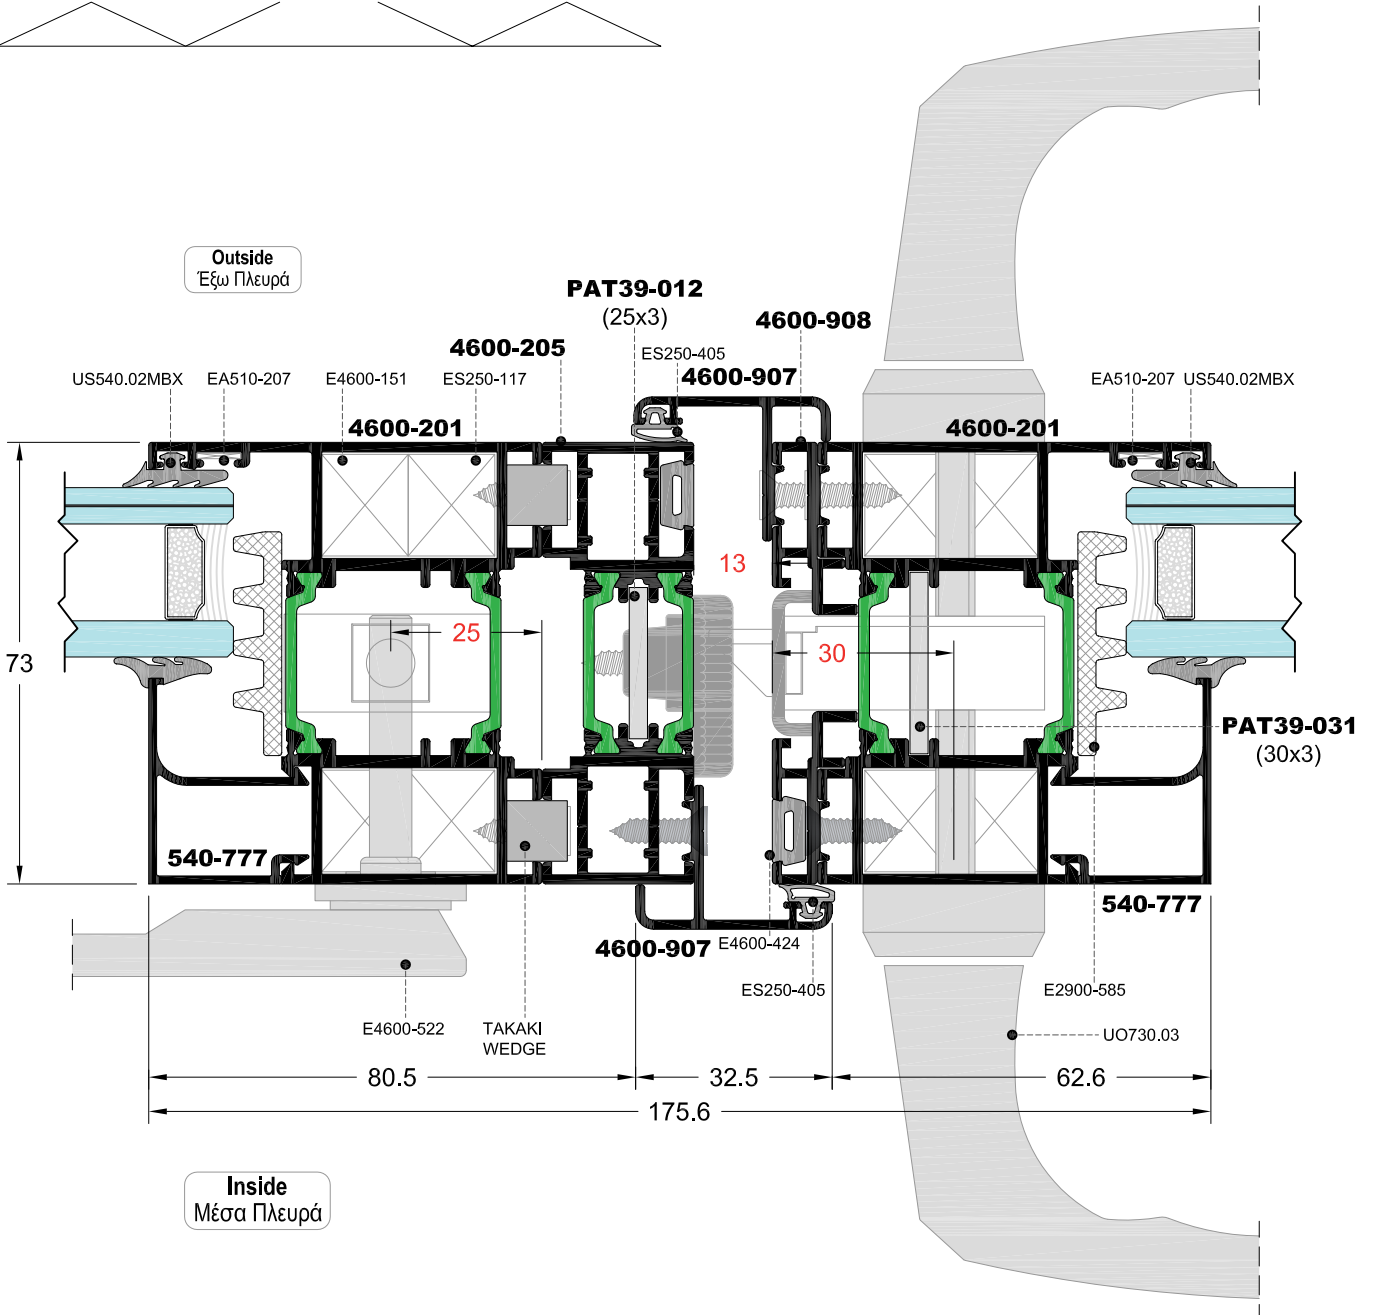 Outside
Έξω Πλευρά
PAT39-012
(25x3)
4600-908
4600-205
ES250-405
4600-907
US540.02MBX
EA510-207
E4600-151
ES250-117
EA510-207
US540.02MBX
4600-201
4600-201
13
25
30
73
PAT39-031
(30x3)
540-777
540-777
4600-907
E4600-424
ES250-405
E2900-585
E4600-522
TAKAKI
WEDGE
UO730.03
80.5
32.5
62.6
175.6
Inside
Μέσα Πλευρά